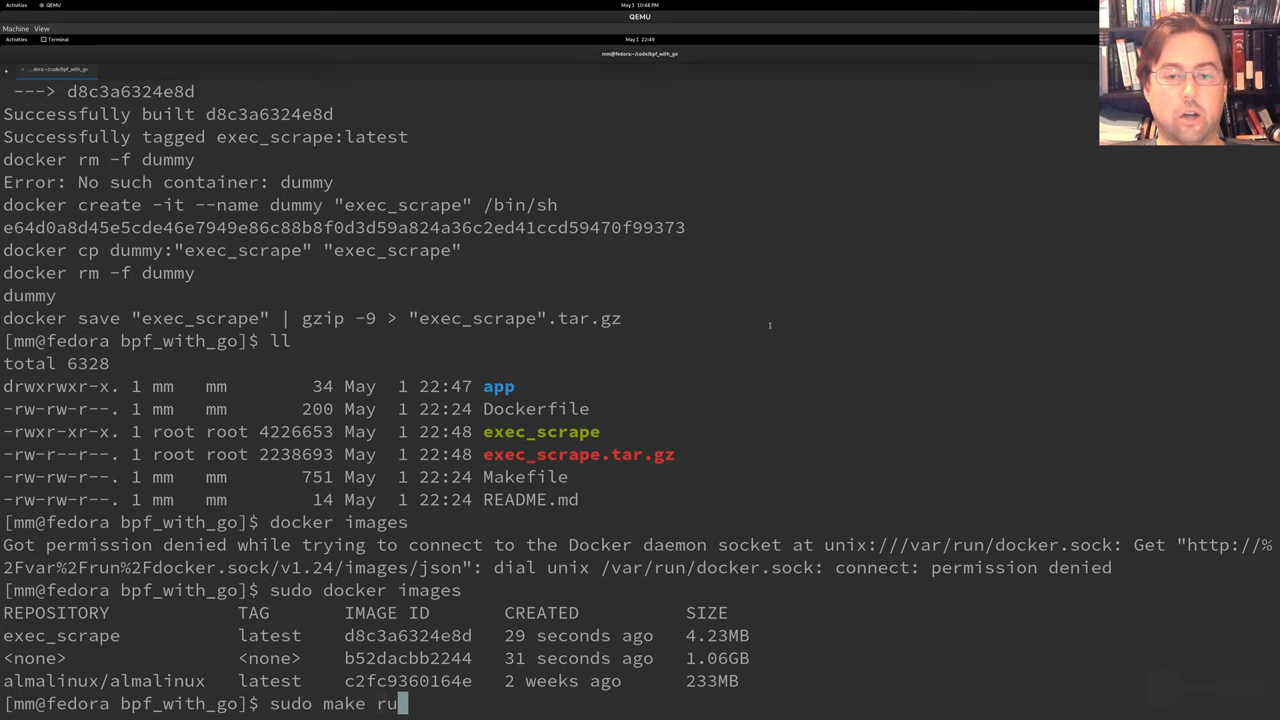 Activities QEMU
May 1 10:48 PM
QEMU
Machine View
Activities Terminal
May 1 22:49
mm@fedora:~/code/bpf_with_go
+ × ...dora:~/code/bpf_with_go
---> d8c3a6324e8d
Successfully built d8c3a6324e8d
Successfully tagged exec_scrape:latest
docker rm -f dummy
Error: No such container: dummy
docker create -it --name dummy "exec_scrape" /bin/sh
e64d0a8d45e5cde46e7949e86c88b8f0d3d59a824a36c2ed41ccd59470f99373
docker cp dummy:"exec_scrape" "exec_scrape"
docker rm -f dummy
dummy
docker save "exec_scrape" | gzip -9 > "exec_scrape".tar.gz
[mm@fedora bpf_with_go]$ ll
total 6328
drwxrwxr-x. 1 mm mm 34 May 1 22:47 app
-rw-rw-r--. 1 mm mm 200 May 1 22:24 Dockerfile
-rwxr-xr-x. 1 root root 4226653 May 1 22:48 exec_scrape
-rw-r--r--. 1 root root 2238693 May 1 22:48 exec_scrape.tar.gz
-rw-rw-r--. 1 mm mm 751 May 1 22:24 Makefile
-rw-rw-r--. 1 mm mm 14 May 1 22:24 README.md
[mm@fedora bpf_with_go]$ docker images
Got permission denied while trying to connect to the Docker daemon socket at unix:///var/run/docker.sock: Get "http://%
2Fvar%2Frun%2Fdocker.sock/v1.24/images/json": dial unix /var/run/docker.sock: connect: permission denied
[mm@fedora bpf_with_go]$ sudo docker images
REPOSITORY TAG IMAGE ID CREATED SIZE
exec_scrape latest d8c3a6324e8d 29 seconds ago 4.23MB
<none> <none> b52dacbb2244 31 seconds ago 1.06GB
almalinux/almalinux latest c2fc9360164e 2 weeks ago 233MB
[mm@fedora bpf_with_go]$ sudo make ru